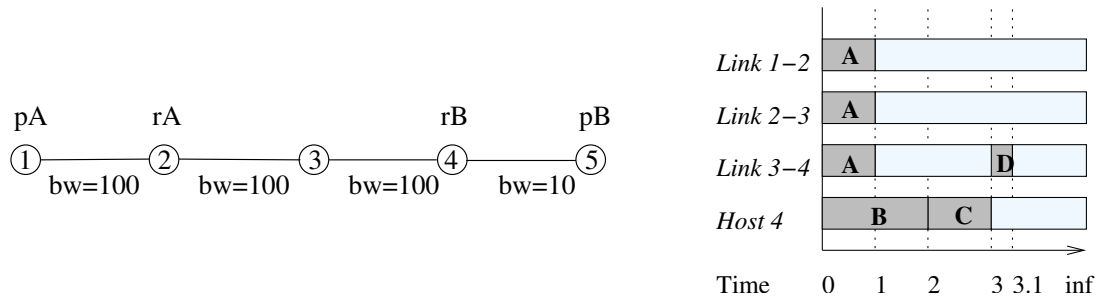 pA rA rB pB
1 2 3 4 5
bw=100 bw=100 bw=100 bw=10
Link 1−2 A
Link 2−3 A
Link 3−4 A D
Host 4 B C
Time 0 1 2 3 3.1 inf